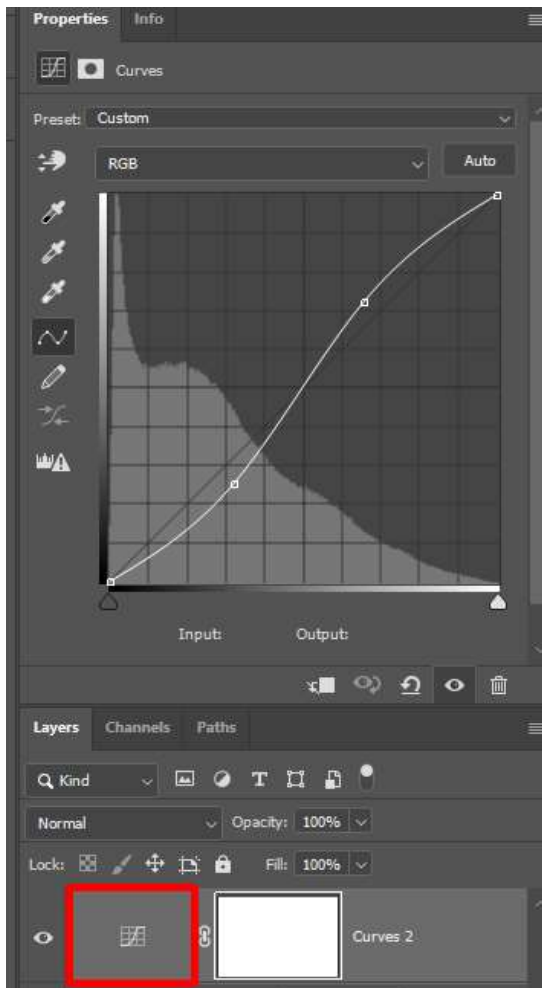 Properties Info
Curves
Preset: Custom
RGB Auto
Input: Output:
Layers Channels Paths
Kind
Normal Opacity: 100%
Lock: Fill: 100%
Curves 2